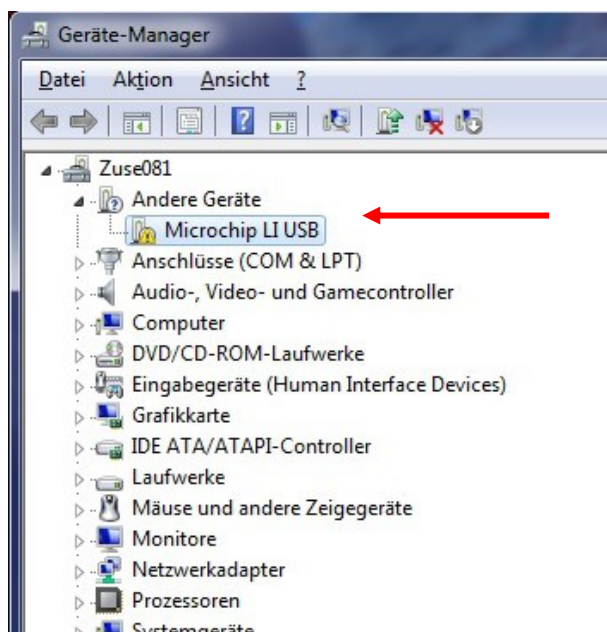 Geräte-Manager
Datei Aktion Ansicht ?
Zuse081
Andere Geräte
Microchip LI USB
Anschlüsse (COM & LPT)
Audio-, Video- und Gamecontroller
Computer
DVD/CD-ROM-Laufwerke
Eingabegeräte (Human Interface Devices)
Grafikkarte
IDE ATA/ATAPI-Controller
Laufwerke
Mäuse und andere Zeigegeräte
Monitore
Netzwerkadapter
Prozessoren
Systemgeräte